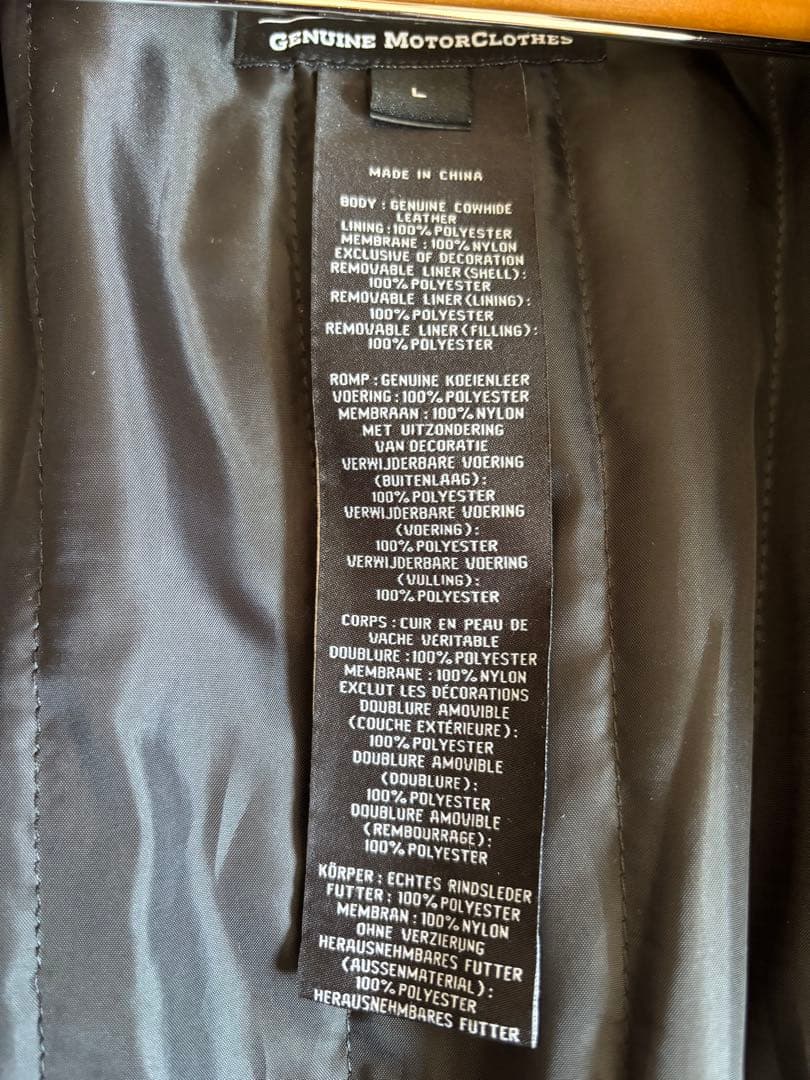 GENUINE MOTORCLOTHES
L
MADE IN CHINA
BODY : GENUINE COWHIDE
LEATHER
LINING : 100% POLYESTER
MEMBRANE : 100% NYLON
EXCLUSIVE OF DECORATION
REMOVABLE LINER (SHELL) :
100% POLYESTER
REMOVABLE LINER (LINING) :
100% POLYESTER
REMOVABLE LINER (FILLING) :
100% POLYESTER
ROMP : GENUINE KOEIENLEER
VOERING : 100% POLYESTER
MEMBRAAN : 100% NYLON
MET UITZONDERING
VAN DECORATIE
VERWIJDERBARE VOERING
(BUITENLAAG) :
100% POLYESTER
VERWIJDERBARE VOERING
(VOERING) :
100% POLYESTER
VERWIJDERBARE VOERING
(VULLING) :
100% POLYESTER
CORPS : CUIR EN PEAU DE
VACHE VERITABLE
DOUBLURE : 100% POLYESTER
MEMBRANE : 100% NYLON
EXCLUT LES DÉCORATIONS
DOUBLURE AMOVIBLE
(COUCHE EXTÉRIEURE) :
100% POLYESTER
DOUBLURE AMOVIBLE
(DOUBLURE) :
100% POLYESTER
DOUBLURE AMOVIBLE
(REMBOURRAGE) :
100% POLYESTER
KÖRPER : ECHTES RINDSLEDER
FUTTER : 100% POLYESTER
MEMBRAN : 100% NYLON
OHNE VERZIERUNG
HERAUSNEHMBARES FUTTER
(AUSSENMATERIAL) :
100% POLYESTER
HERAUSNEHMBARES FUTTER